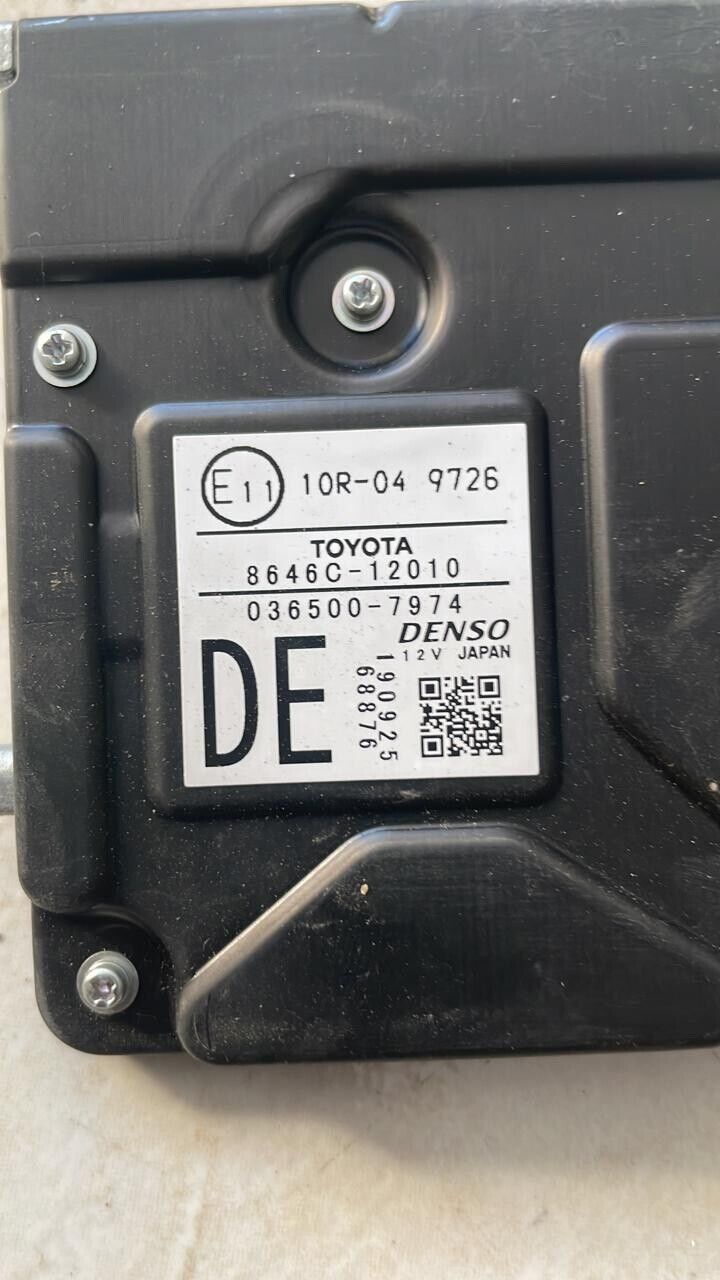 E11 10R-04 9726
TOYOTA
8646C-12010
036500-7974
DENSO
12V JAPAN
DE
190925
68876